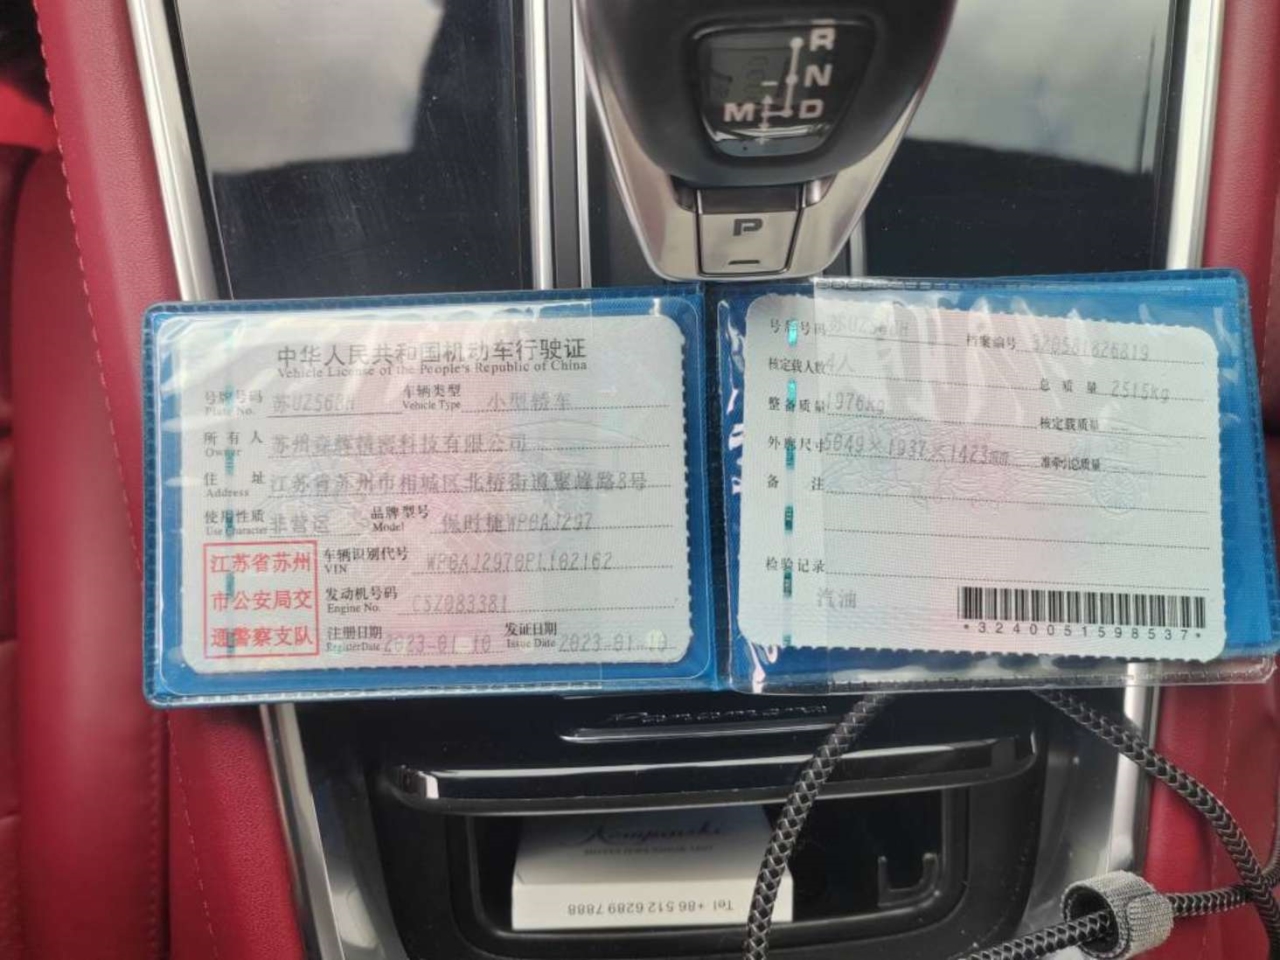 R
N
M
D
P
中华人民共和国机动车行驶证
Vehicle License of the People's Republic of China
号牌号码
Plate No.
苏UZ568M
车辆类型
Vehicle Type
小型轿车
所有人
Owner
苏州森辉精密科技有限公司
住址
Address
江苏省苏州市相城区北桥街道聚峰路8号
使用性质
Use Character
非营运
品牌型号
Model
保时捷WP0AJ297
江苏省苏州
市公安局交
通警察支队
车辆识别代号
VIN
WP0AJ2970PL102162
发动机号码
Engine No.
CSZ083381
注册日期
Register Date
2023-01-10
发证日期
Issue Date
2023-01-10
号牌号码
档案编号
核定载人数 4人
总质量 2515kg
整备质量 1976kg
核定载质量
外廓尺寸 5049×1937×1423mm
准牵引总质量
备注
检验记录
汽油
*3240051598537*
Panamera
Kempinski
Tel +86 512 6289 7888